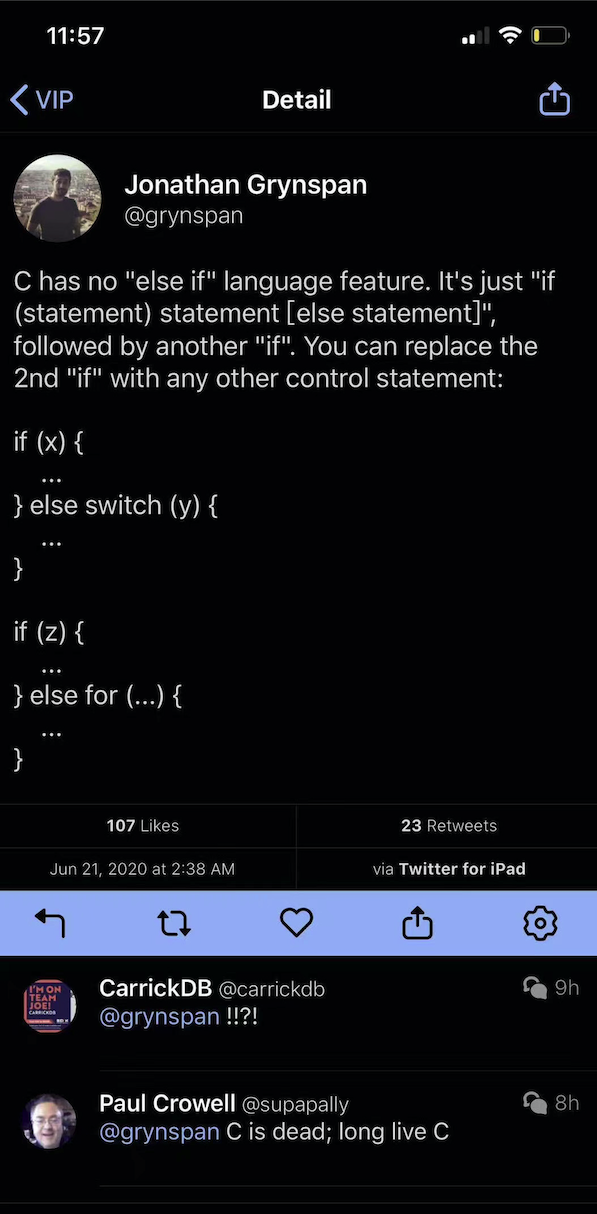 11:57
VIP
Detail
Jonathan Grynspan
@grynspan
C has no "else if" language feature. It's just "if
(statement) statement [else statement]",
followed by another "if". You can replace the
2nd "if" with any other control statement:
if (x) {
...
} else switch (y) {
...
}
if (z) {
...
} else for (...) {
...
}
107 Likes
23 Retweets
Jun 21, 2020 at 2:38 AM
via Twitter for iPad
I'M ON
TEAM
JOE!
CARRICKDB
CarrickDB @carrickdb
9h
@grynspan !!?!
Paul Crowell @supapally
8h
@grynspan C is dead; long live C